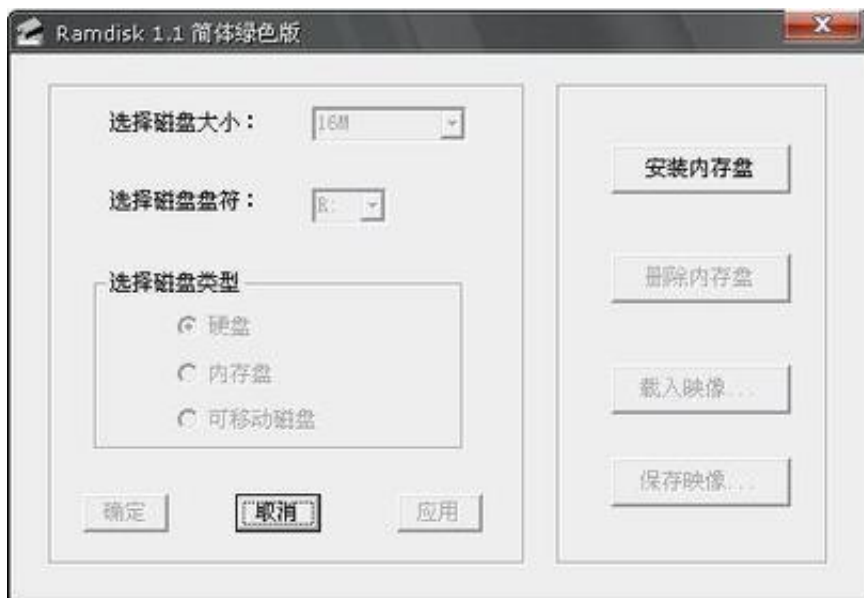 Ramdisk 1.1 简体绿色版
选择磁盘大小：
16M
选择磁盘盘符：
R:
选择磁盘类型
硬盘
内存盘
可移动磁盘
确定
取消
应用
安装内存盘
删除内存盘
载入映像...
保存映像...